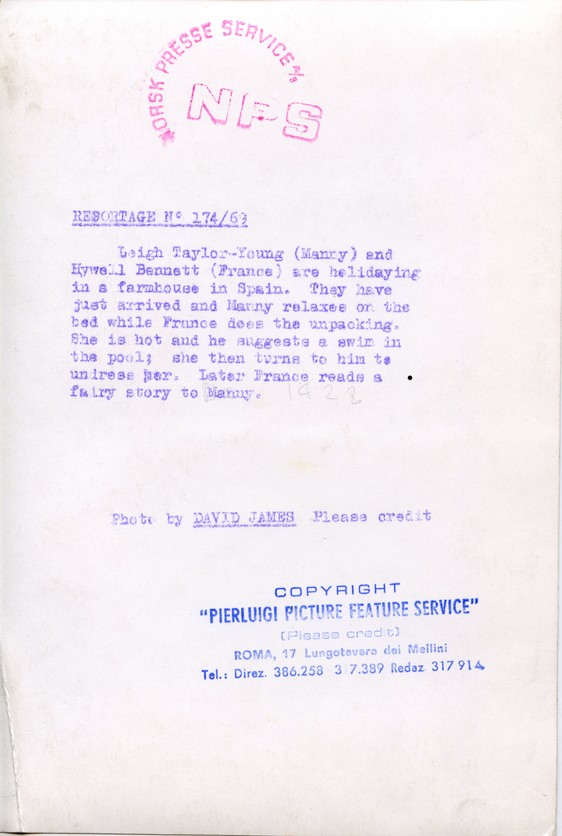 NORSK PRESSE SERVICE A/S
NPS
REPORTAGE Nº 174/69
Leigh Taylor-Young (Manny) and
Hywell Bennett (France) are holidaying
in a farmhouse in Spain. They have
just arrived and Manny relaxes on the
bed while France does the unpacking.
She is hot and he suggests a swim in
the pool; she then turns to him to
undress her. Later France reads a
fairy story to Manny.
Photo by DAVID JAMES Please credit
COPYRIGHT
"PIERLUIGI PICTURE FEATURE SERVICE"
(Please credit)
ROMA, 17 Lungotevere dei Mellini
Tel.: Direz. 386.258 3 7.389 Redaz. 317 914